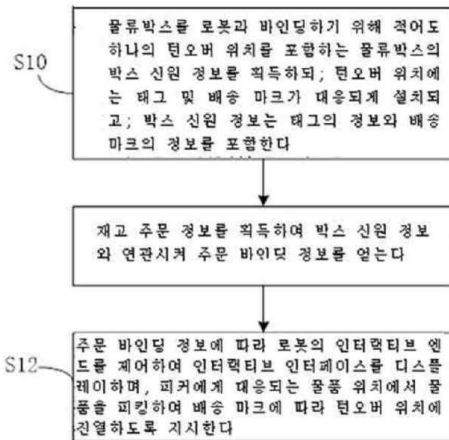 S10
물류박스를 로봇과 바인딩하기 위해 적어도
하나의 턴오버 위치를 포함하는 물류박스의
박스 신원 정보를 획득하되; 턴오버 위치에
는 태그 및 배송 마크가 대응되게 설치되
고; 박스 신원 정보는 태그의 정보와 배송
마크의 정보를 포함한다
재고 주문 정보를 획득하여 박스 신원 정보
와 연관시켜 주문 바인딩 정보를 얻는다
S12
주문 바인딩 정보에 따라 로봇의 인터랙티브 엔
드를 제어하여 인터랙티브 인터페이스를 디스플
레이하며, 피커에게 대응되는 물품 위치에서 물
품을 피킹하여 배송 마크에 따라 턴오버 위치에
진열하도록 지시한다